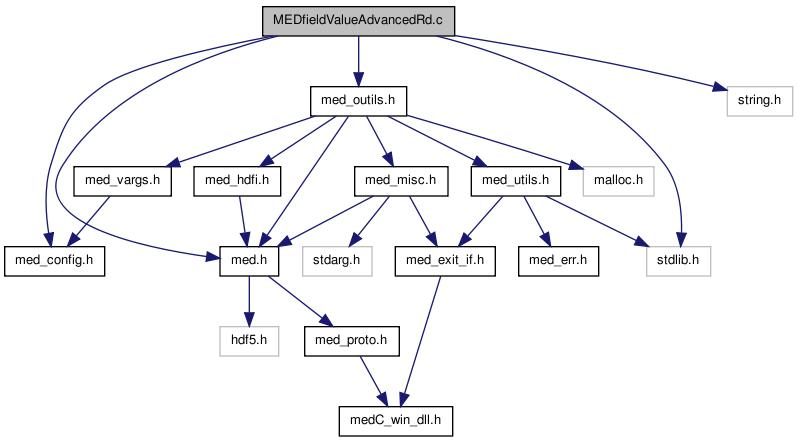 MEDfieldValueAdvancedRd.c
med_outils.h
string.h
med_vargs.h
med_hdfi.h
med_misc.h
med_utils.h
malloc.h
med_config.h
med.h
stdarg.h
med_exit_if.h
med_err.h
stdlib.h
hdf5.h
med_proto.h
medC_win_dll.h